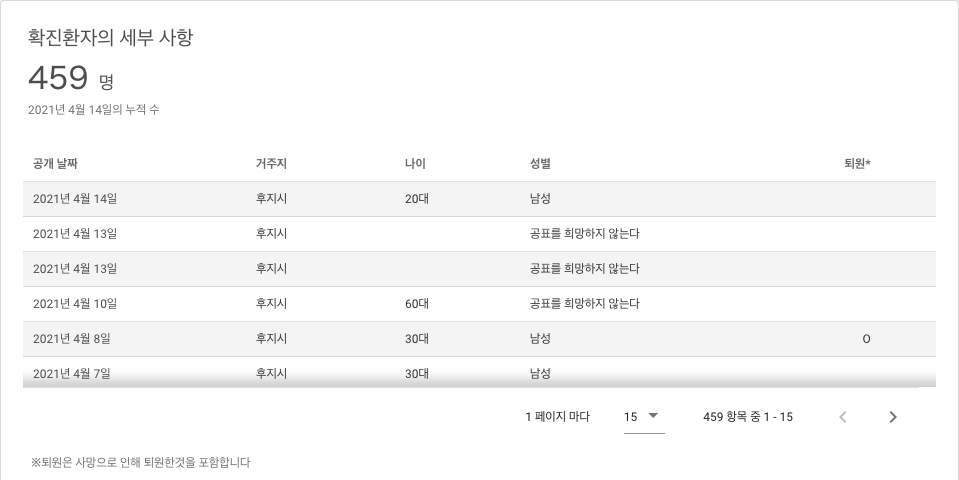 확진환자의 세부 사항
459 명
2021년 4월 14일의 누적 수
공개 날짜 거주지 나이 성별 퇴원*
2021년 4월 14일 후지시 20대 남성
2021년 4월 13일 후지시 공표를 희망하지 않는다
2021년 4월 13일 후지시 공표를 희망하지 않는다
2021년 4월 10일 후지시 60대 공표를 희망하지 않는다
2021년 4월 8일 후지시 30대 남성 O
2021년 4월 7일 후지시 30대 남성
1 페이지 마다 15 459 항목 중 1 - 15
※퇴원은 사망으로 인해 퇴원한것을 포함합니다